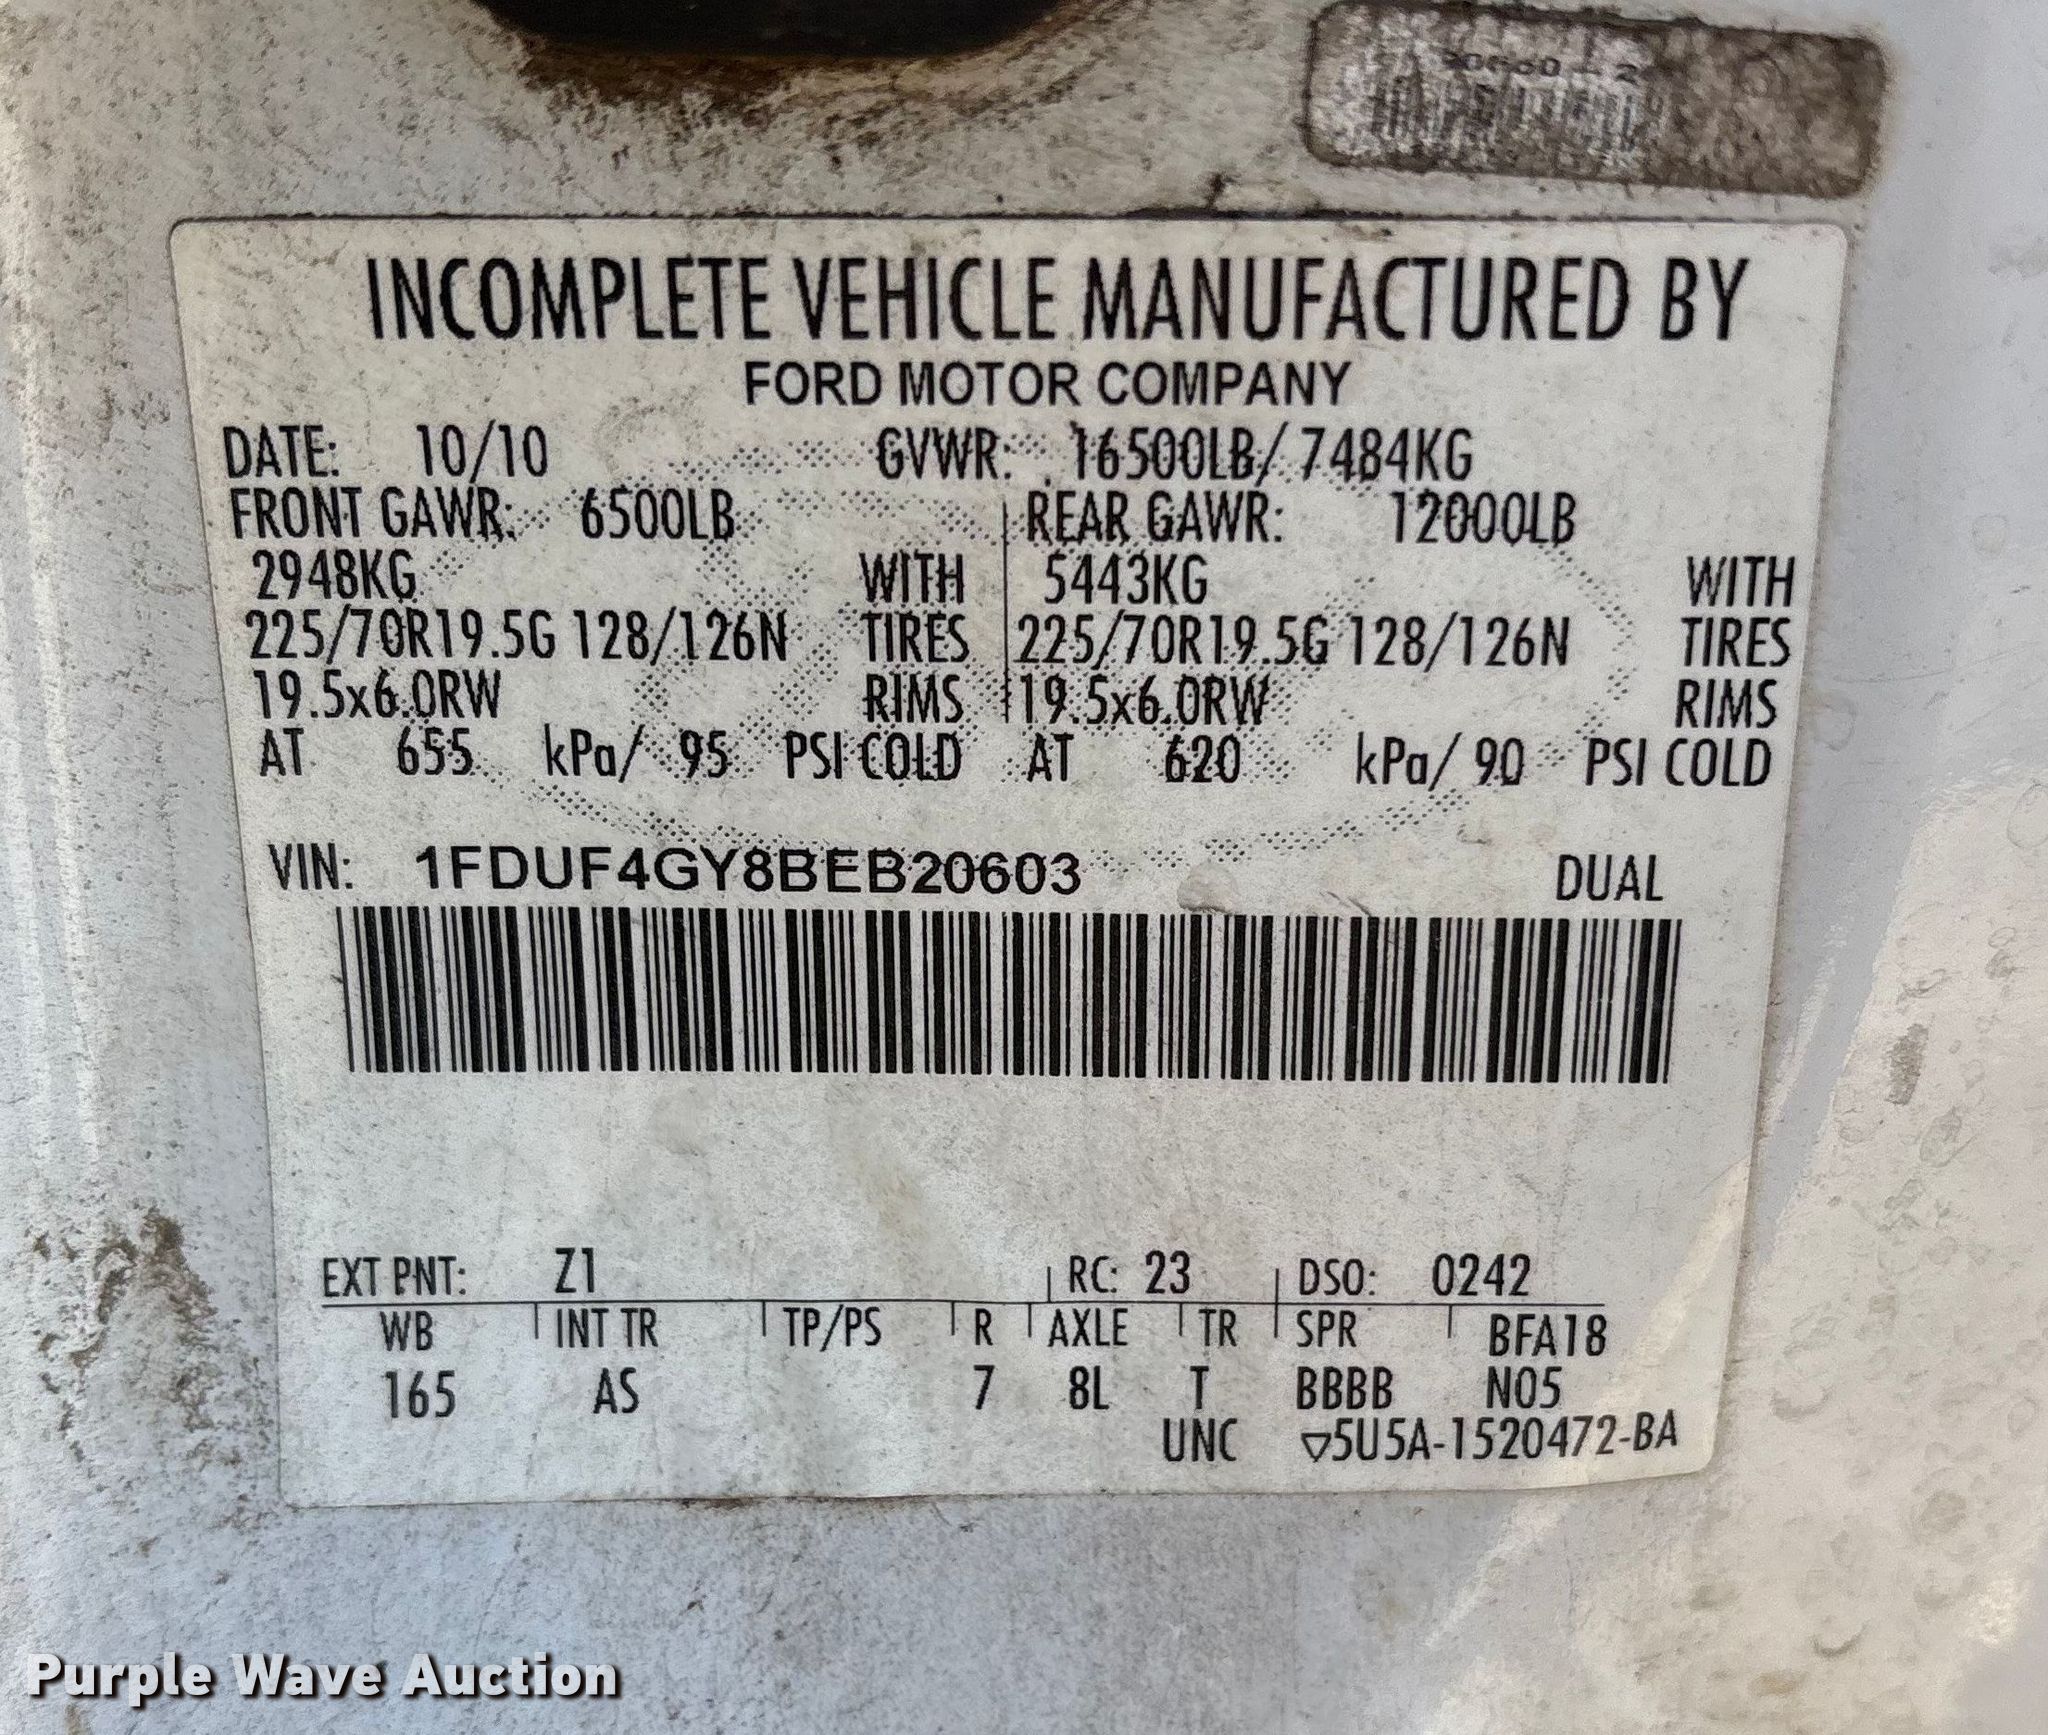 INCOMPLETE VEHICLE MANUFACTURED BY
FORD MOTOR COMPANY
DATE: 10/10 GVWR: 16500LB/ 7484KG
FRONT GAWR: 6500LB REAR GAWR: 12000LB
2948KG WITH 5443KG WITH
225/70R19.5G 128/126N TIRES 225/70R19.5G 128/126N TIRES
19.5x6.0RW RIMS 19.5x6.0RW RIMS
AT 655 kPa/ 95 PSI COLD AT 620 kPa/ 90 PSI COLD
VIN: 1FDUF4GY8BEB20603 DUAL
EXT PNT: Z1 RC: 23 DSO: 0242
WB INT TR TP/PS R AXLE TR SPR BFA18
165 AS 7 8L T BBBB N05
UNC ▽5U5A-1520472-BA
Purple Wave Auction